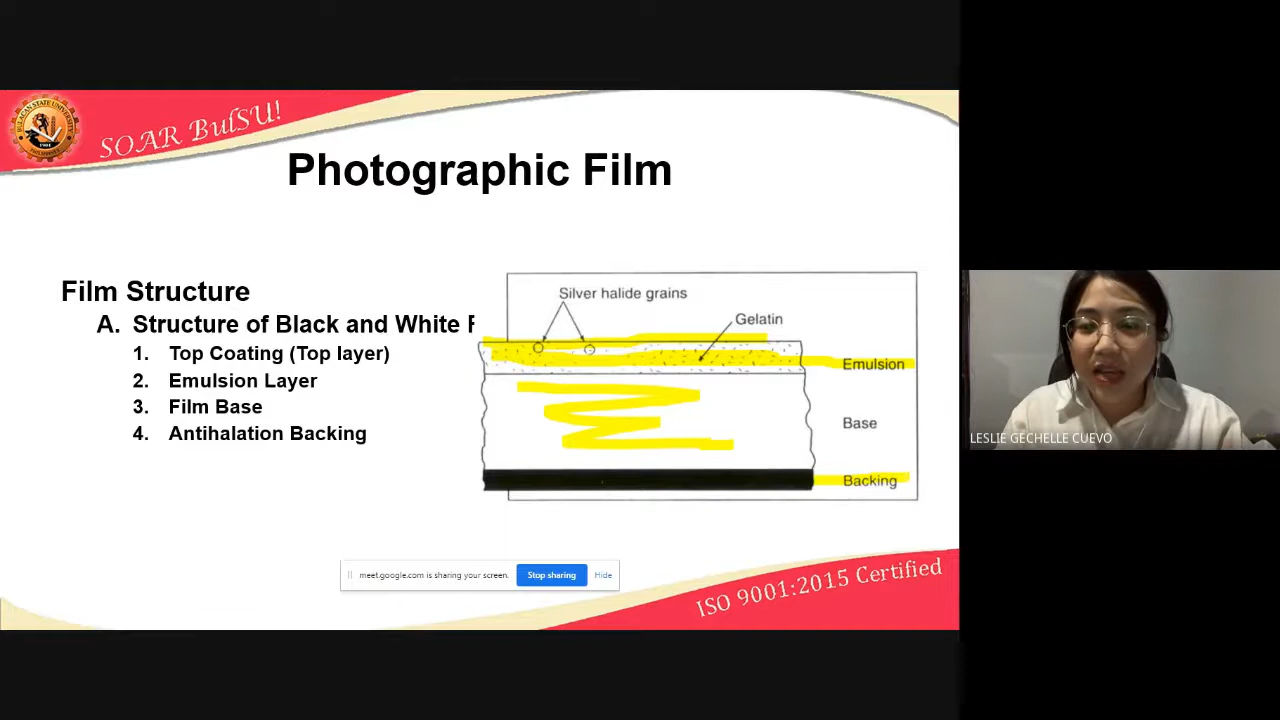 SOAR BulSU!
Photographic Film
Film Structure
A. Structure of Black and White F
1. Top Coating (Top layer)
2. Emulsion Layer
3. Film Base
4. Antihalation Backing
Silver halide grains
Gelatin
Emulsion
Base
Backing
LESLIE GECHELLE CUEVO
meet.google.com is sharing your screen.
Stop sharing
Hide
ISO 9001:2015 Certified